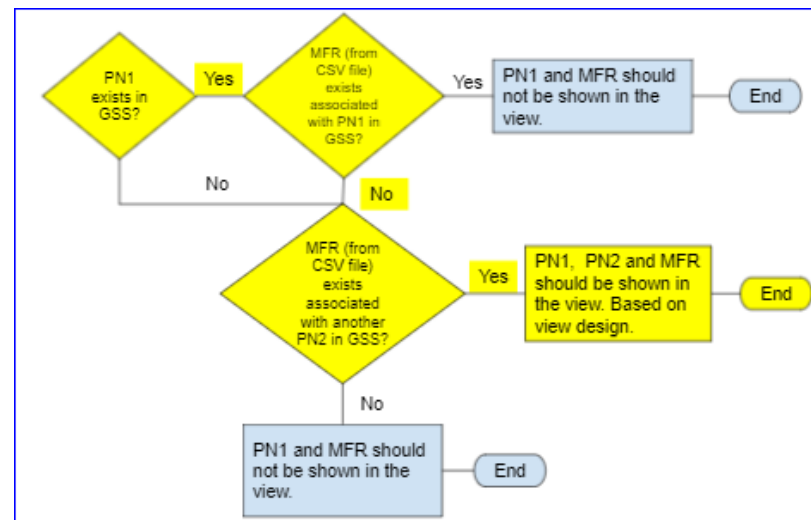 PN1
exists in
GSS?
Yes
MFR (from
CSV file)
exists
associated
with PN1 in
GSS?
Yes
PN1 and MFR should
not be shown in the
view.
End
No
No
MFR (from
CSV file)
exists
associated
with another
PN2 in GSS?
Yes
PN1, PN2 and MFR
should be shown in
the view. Based on
view design.
End
No
PN1 and MFR should
not be shown in the
view.
End